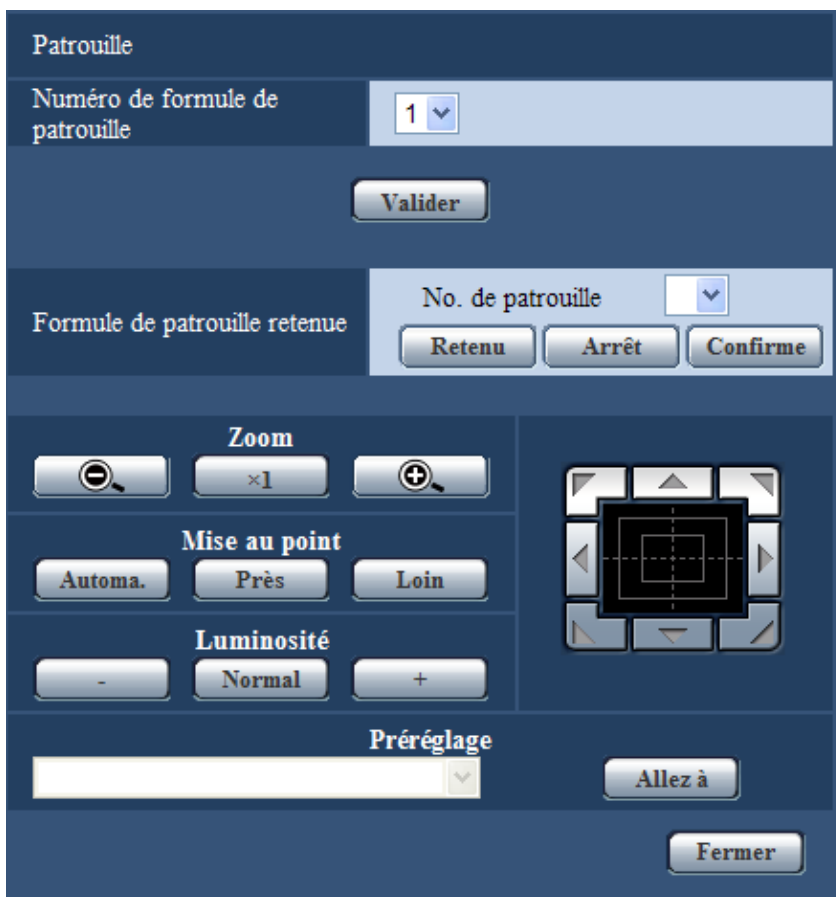 Patrouille
Numéro de formule de
patrouille
1
Valider
Formule de patrouille retenue
No. de patrouille
Retenu Arrêt Confirme
Zoom
×1
Mise au point
Automa. Près Loin
Luminosité
- Normal +
Préréglage
Allez à
Fermer